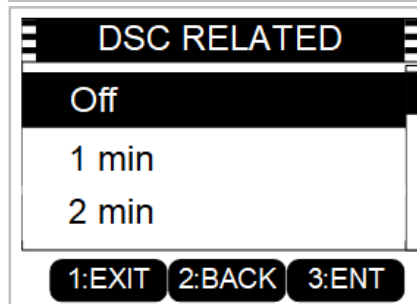 DSC RELATED
Off
1 min
2 min
1:EXIT 2:BACK 3:ENT